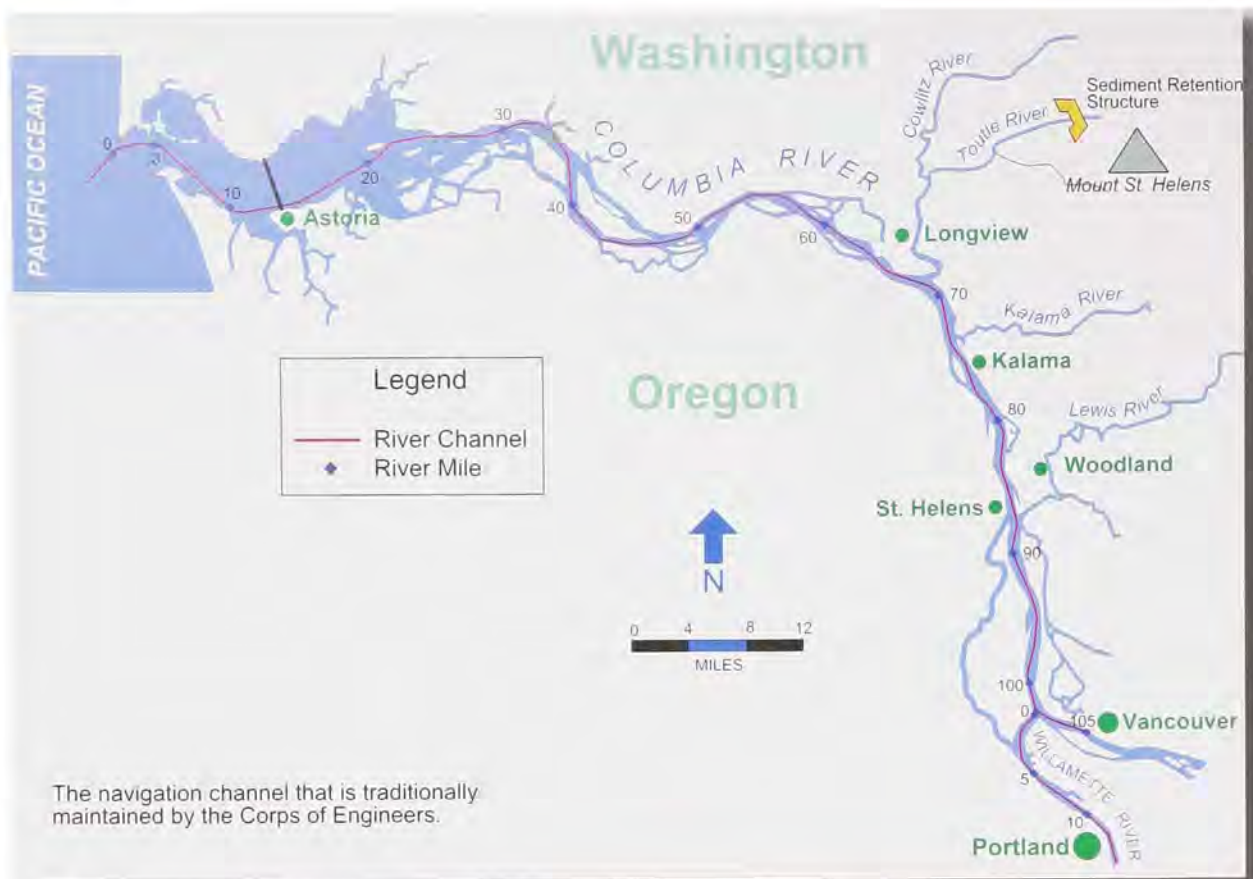 Washington
PACIFIC OCEAN
Cowlitz River
Toutle River
Sediment Retention
Structure
Mount St. Helens
COLUMBIA RIVER
0
3
10
20
30
40
50
60
70
80
90
100
105
0
5
10
Astoria
Longview
Kalama River
Kalama
Oregon
Lewis River
Woodland
St. Helens
Legend
River Channel
River Mile
N
0 4 8 12
MILES
Vancouver
WILLAMETTE RIVER
Portland
The navigation channel that is traditionally
maintained by the Corps of Engineers.